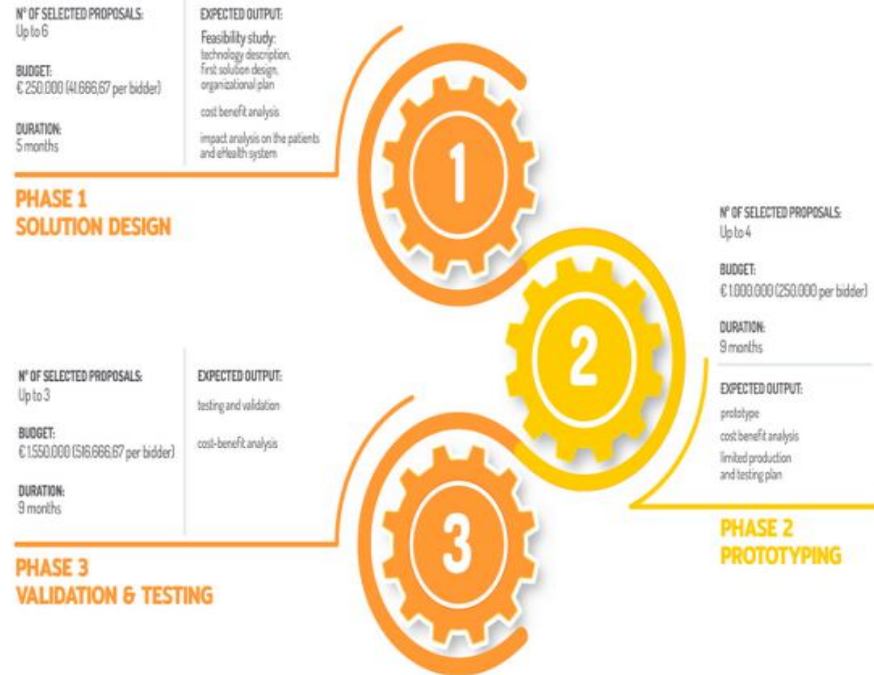 N° OF SELECTED PROPOSALS:
Up to 6
BUDGET:
€ 250.000 (41.666,67 per bidder)
DURATION:
5 months
EXPECTED OUTPUT:
Feasibility study:
technology description,
first solution design,
organizational plan
cost benefit analysis
impact analysis on the patients
and eHealth system
PHASE 1
SOLUTION DESIGN
1
N° OF SELECTED PROPOSALS:
Up to 4
BUDGET:
€ 1.000.000 (250.000 per bidder)
DURATION:
9 months
EXPECTED OUTPUT:
prototype
cost benefit analysis
limited production
and testing plan
PHASE 2
PROTOTYPING
2
N° OF SELECTED PROPOSALS:
Up to 3
BUDGET:
€ 1.550.000 (516.666,67 per bidder)
DURATION:
9 months
EXPECTED OUTPUT:
testing and validation
cost-benefit analysis
PHASE 3
VALIDATION & TESTING
3